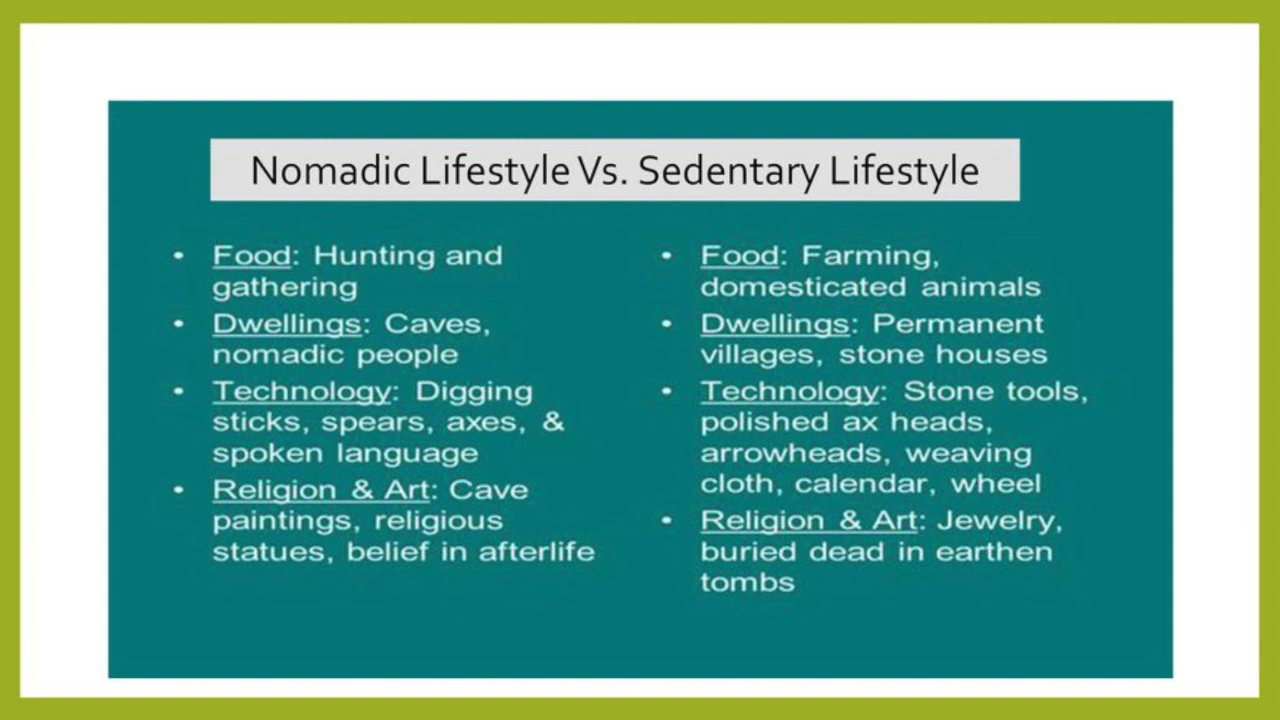 Nomadic Lifestyle Vs. Sedentary Lifestyle
• Food: Hunting and
gathering
• Dwellings: Caves,
nomadic people
• Technology: Digging
sticks, spears, axes, &
spoken language
• Religion & Art: Cave
paintings, religious
statues, belief in afterlife
• Food: Farming,
domesticated animals
• Dwellings: Permanent
villages, stone houses
• Technology: Stone tools,
polished ax heads,
arrowheads, weaving
cloth, calendar, wheel
• Religion & Art: Jewelry,
buried dead in earthen
tombs